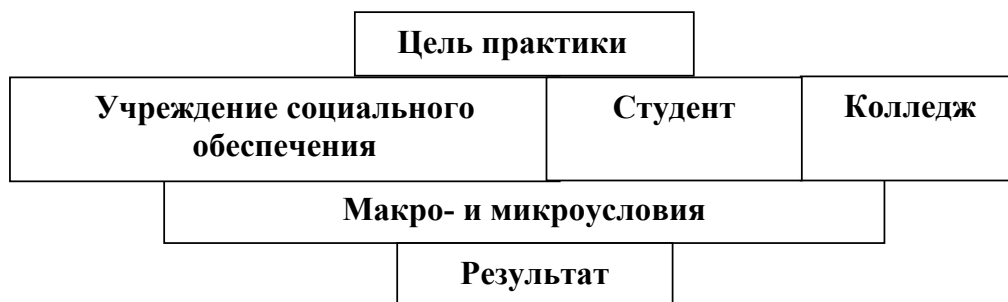 Цель практики
Учреждение социального
обеспечения
Студент
Колледж
Макро- и микроусловия
Результат